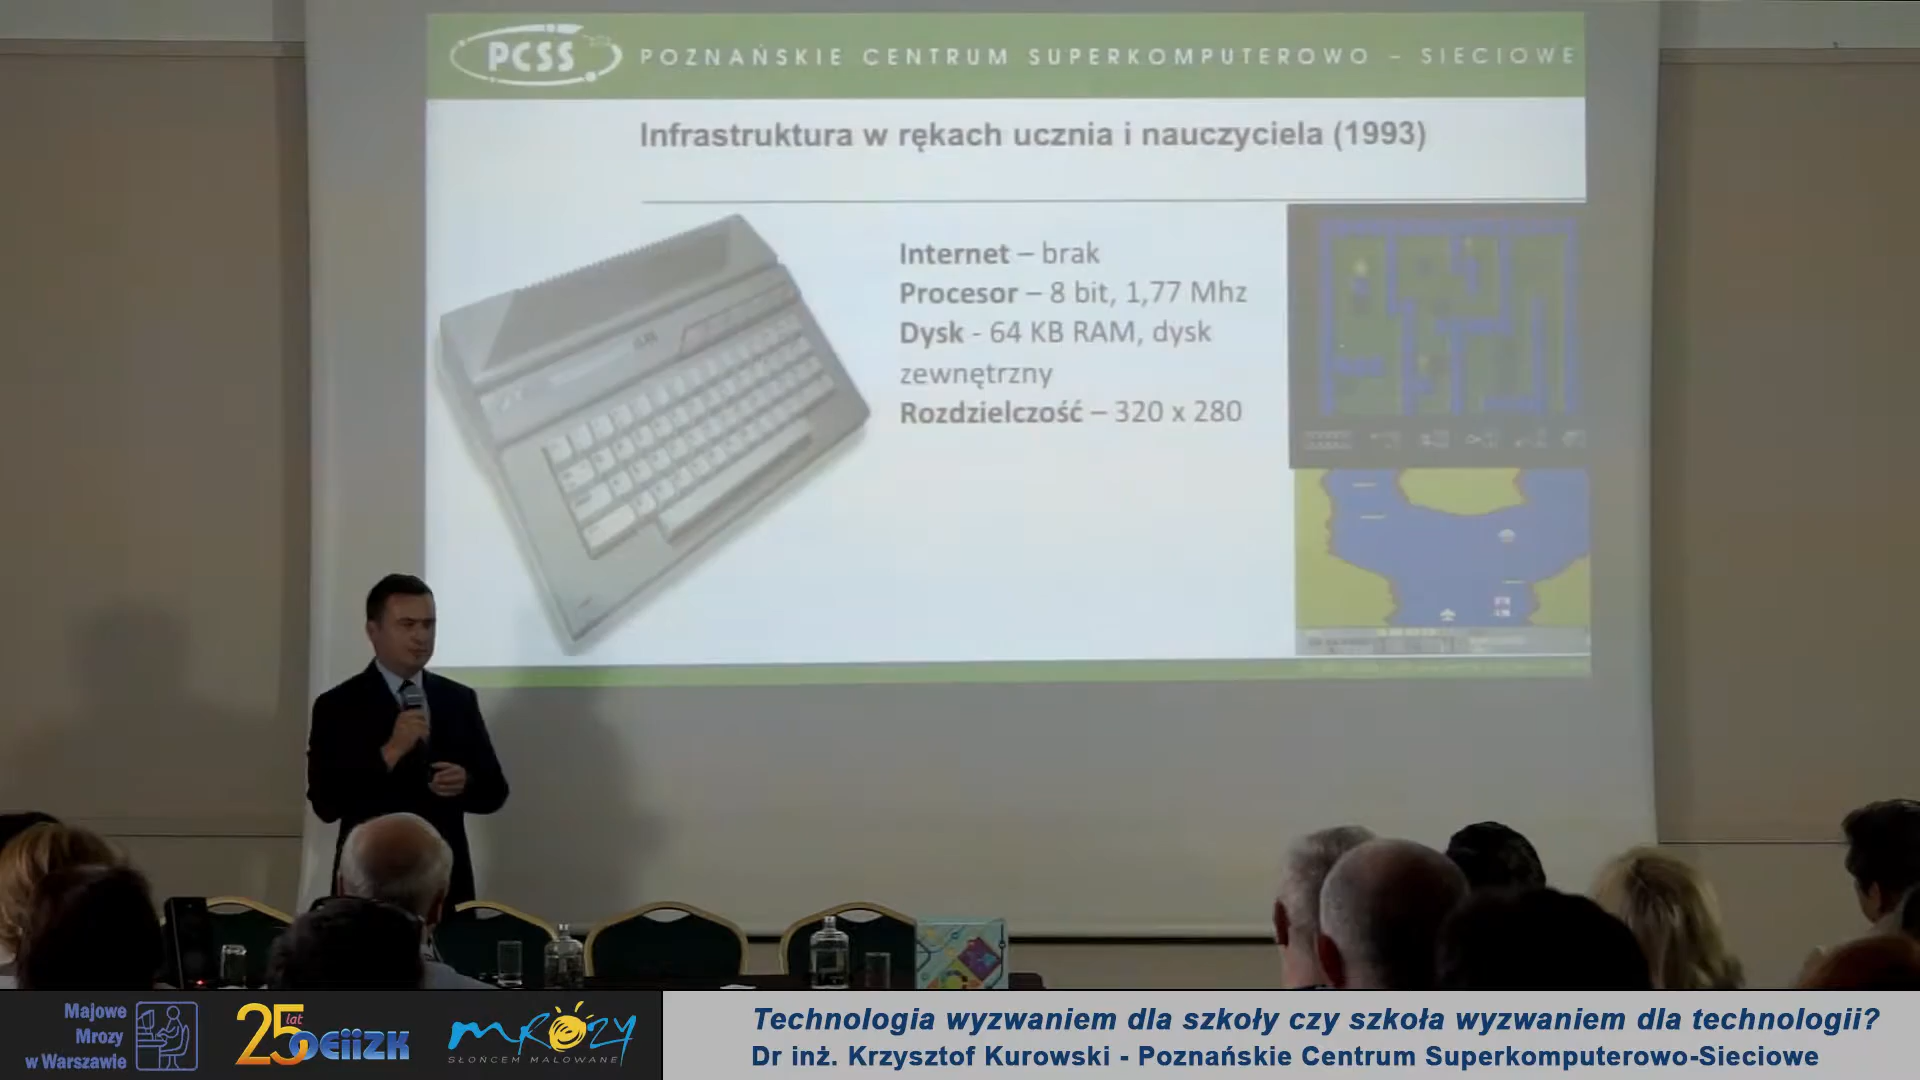 PCSS
POZNAŃSKIE CENTRUM SUPERKOMPUTEROWO – SIECIOWE
Infrastruktura w rękach ucznia i nauczyciela (1993)
Internet – brak
Procesor – 8 bit, 1,77 Mhz
Dysk - 64 KB RAM, dysk
zewnętrzny
Rozdzielczość – 320 x 280
Majowe
Mrozy
w Warszawie
25 lat
OEIiZK
mrozy
SŁOŃCEM MALOWANE
Technologia wyzwaniem dla szkoły czy szkoła wyzwaniem dla technologii?
Dr inż. Krzysztof Kurowski - Poznańskie Centrum Superkomputerowo-Sieciowe